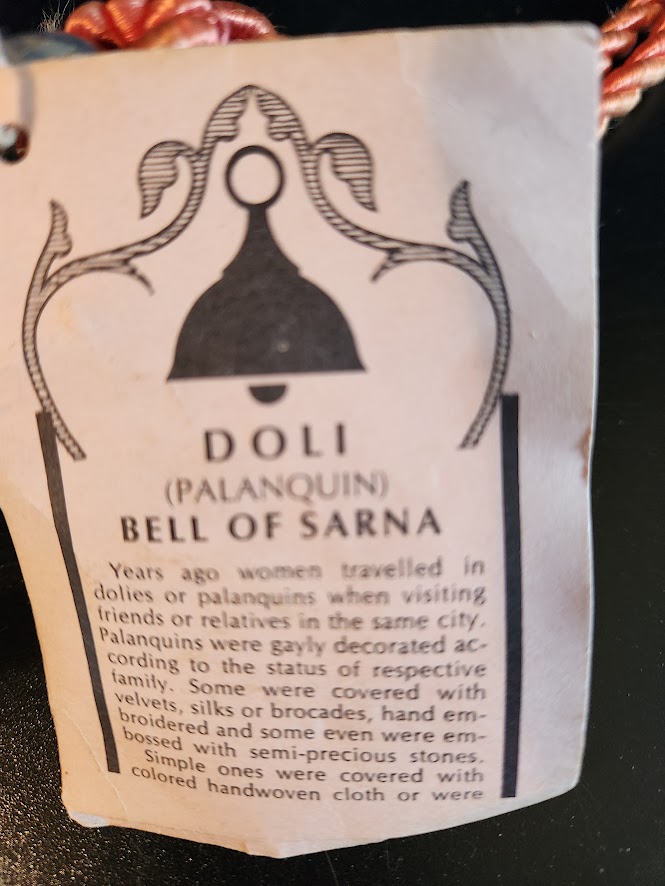 DOLI
(PALANQUIN)
BELL OF SARNA
Years ago women travelled in
dolies or palanquins when visiting
friends or relatives in the same city.
Palanquins were gayly decorated ac-
cording to the status of respective
family. Some were covered with
velvets, silks or brocades, hand em-
broidered and some even were em-
bossed with semi-precious stones.
Simple ones were covered with
colored handwoven cloth or were